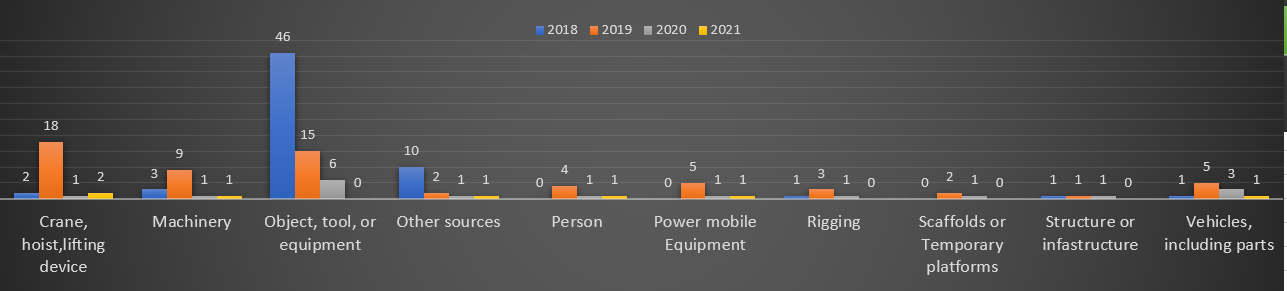 2018 2019 2020 2021
46
18
15
10
9
6
5
5
4
3
3
3
2 1 2
1 1
0
2 1 1
0 1 1
0 1 1
1 1 0
0 2 1 0
1 1 1 0
1 1
Crane, hoist,lifting device
Machinery
Object, tool, or equipment
Other sources
Person
Power mobile Equipment
Rigging
Scaffolds or Temporary platforms
Structure or infastructure
Vehicles, including parts